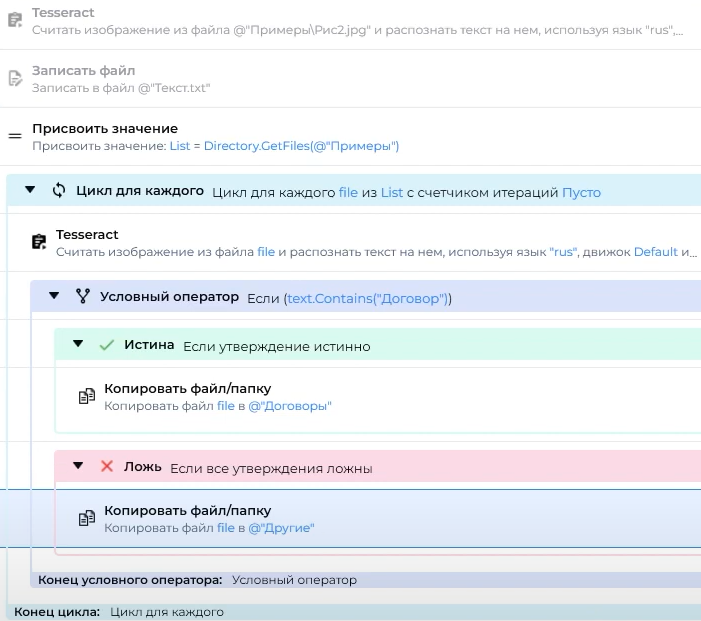 Tesseract
Считать изображение из файла @"Примеры\Рис2.jpg" и распознать текст на нем, используя язык "rus",...
Записать файл
Записать в файл @"Текст.txt"
Присвоить значение
Присвоить значение: List = Directory.GetFiles(@"Примеры")
Цикл для каждого Цикл для каждого file из List с счетчиком итераций Пусто
Tesseract
Считать изображение из файла file и распознать текст на нем, используя язык "rus", движок Default и...
Условный оператор Если (text.Contains("Договор"))
Истина Если утверждение истинно
Копировать файл/папку
Копировать файл file в @"Договоры"
Ложь Если все утверждения ложны
Копировать файл/папку
Копировать файл file в @"Другие"
Конец условного оператора: Условный оператор
Конец цикла: Цикл для каждого